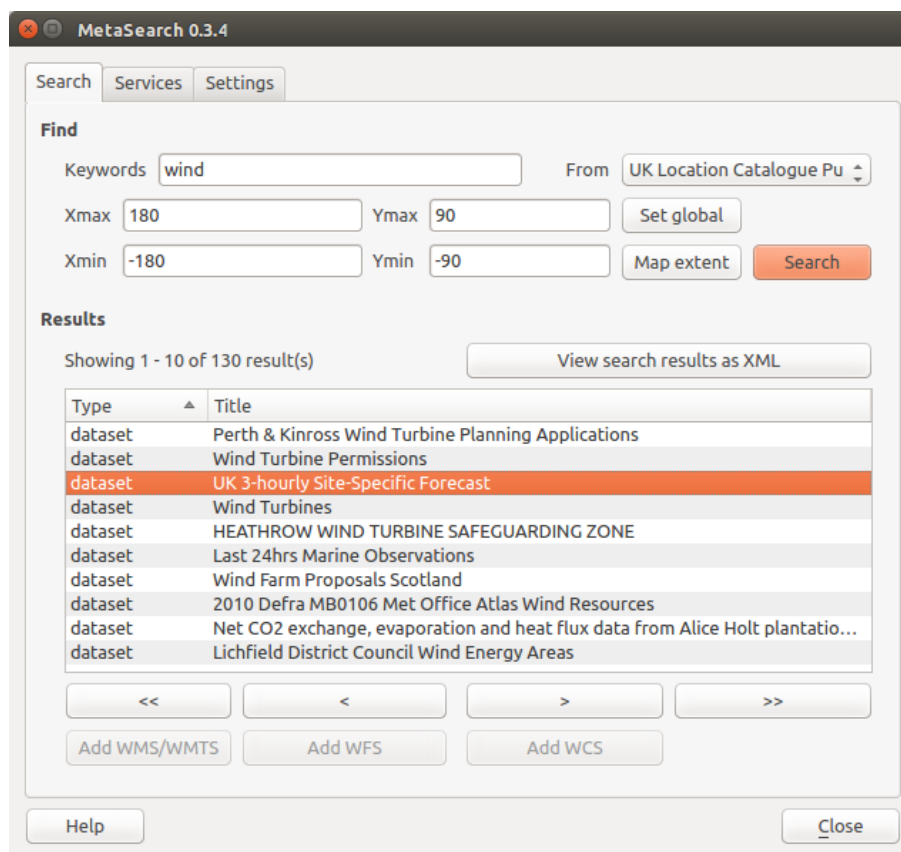 MetaSearch 0.3.4
Search Services Settings
Find
Keywords wind From UK Location Catalogue Pu
Xmax 180 Ymax 90 Set global
Xmin -180 Ymin -90 Map extent Search
Results
Showing 1 - 10 of 130 result(s) View search results as XML
Type Title
dataset Perth & Kinross Wind Turbine Planning Applications
dataset Wind Turbine Permissions
dataset UK 3-hourly Site-Specific Forecast
dataset Wind Turbines
dataset HEATHROW WIND TURBINE SAFEGUARDING ZONE
dataset Last 24hrs Marine Observations
dataset Wind Farm Proposals Scotland
dataset 2010 Defra MB0106 Met Office Atlas Wind Resources
dataset Net CO2 exchange, evaporation and heat flux data from Alice Holt plantatio...
dataset Lichfield District Council Wind Energy Areas
<< < > >>
Add WMS/WMTS Add WFS Add WCS
Help Close